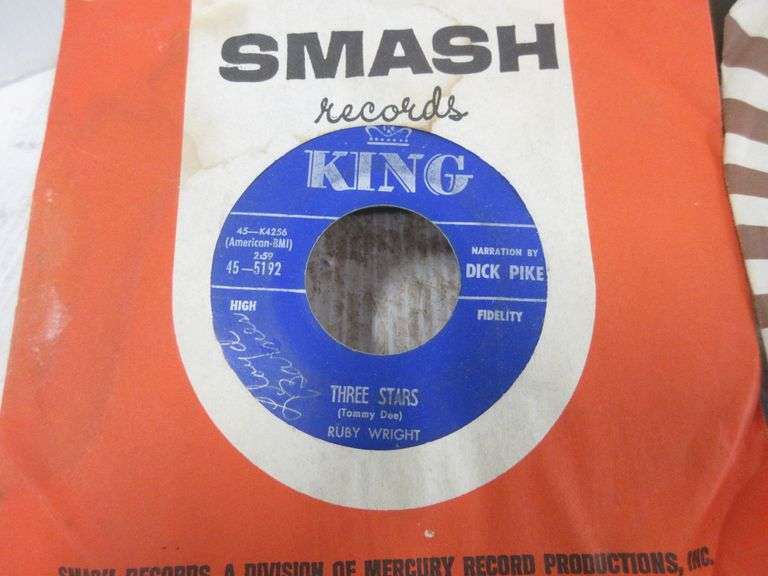 SMASH
records
KING
45—K4256
(American-BMI)
2:59
45—5192
NARRATION BY
DICK PIKE
HIGH
FIDELITY
THREE STARS
(Tommy Dee)
RUBY WRIGHT
SMASH RECORDS, A DIVISION OF MERCURY RECORD PRODUCTIONS, INC.